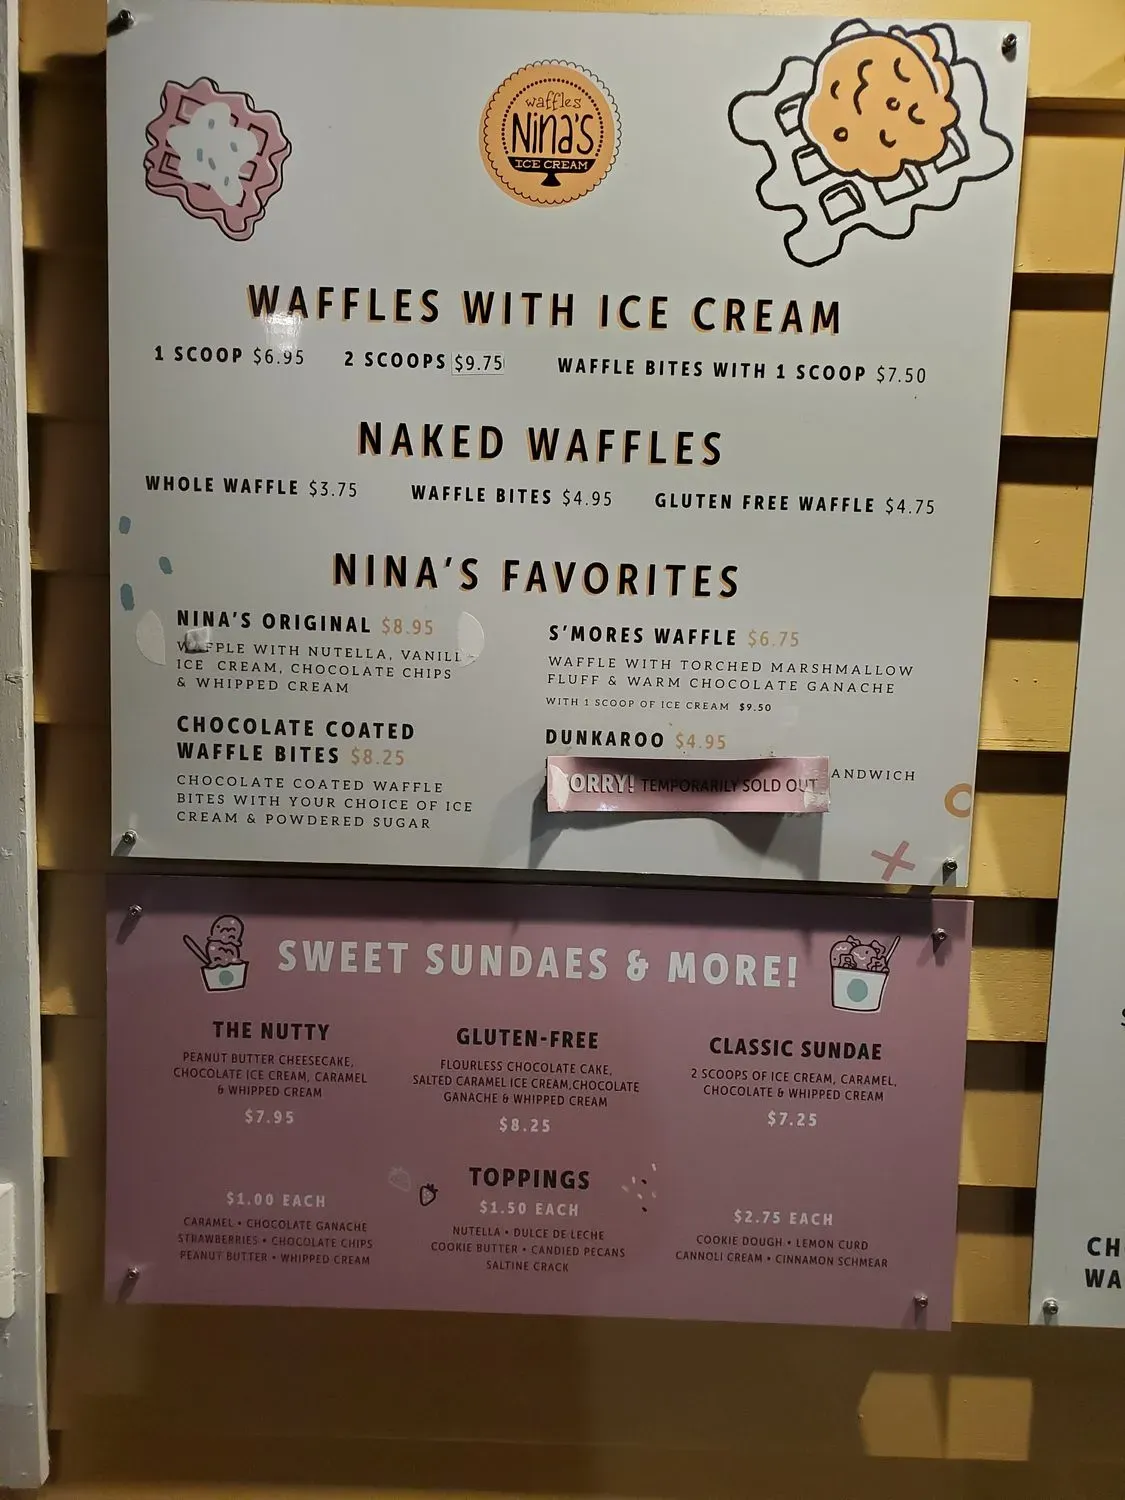 waffles
Nina's
ICE CREAM
WAFFLES WITH ICE CREAM
1 SCOOP $6.95 2 SCOOPS $9.75 WAFFLE BITES WITH 1 SCOOP $7.50
NAKED WAFFLES
WHOLE WAFFLE $3.75 WAFFLE BITES $4.95 GLUTEN FREE WAFFLE $4.75
NINA'S FAVORITES
NINA'S ORIGINAL $8.95
WAFFLE WITH NUTELLA, VANILL
ICE CREAM, CHOCOLATE CHIPS
& WHIPPED CREAM
CHOCOLATE COATED
WAFFLE BITES $8.25
CHOCOLATE COATED WAFFLE
BITES WITH YOUR CHOICE OF ICE
CREAM & POWDERED SUGAR
S'MORES WAFFLE $6.75
WAFFLE WITH TORCHED MARSHMALLOW
FLUFF & WARM CHOCOLATE GANACHE
WITH 1 SCOOP OF ICE CREAM $9.50
DUNKAROO $4.95
ANDWICH
SORRY! TEMPORARILY SOLD OUT
SWEET SUNDAES & MORE!
THE NUTTY
PEANUT BUTTER CHEESECAKE,
CHOCOLATE ICE CREAM, CARAMEL
& WHIPPED CREAM
$7.95
GLUTEN-FREE
FLOURLESS CHOCOLATE CAKE,
SALTED CARAMEL ICE CREAM,CHOCOLATE
GANACHE & WHIPPED CREAM
$8.25
CLASSIC SUNDAE
2 SCOOPS OF ICE CREAM, CARAMEL,
CHOCOLATE & WHIPPED CREAM
$7.25
TOPPINGS
$1.00 EACH
CARAMEL • CHOCOLATE GANACHE
STRAWBERRIES • CHOCOLATE CHIPS
PEANUT BUTTER • WHIPPED CREAM
$1.50 EACH
NUTELLA • DULCE DE LECHE
COOKIE BUTTER • CANDIED PECANS
SALTINE CRACK
$2.75 EACH
COOKIE DOUGH • LEMON CURD
CANNOLI CREAM • CINNAMON SCHMEAR
CH
WA